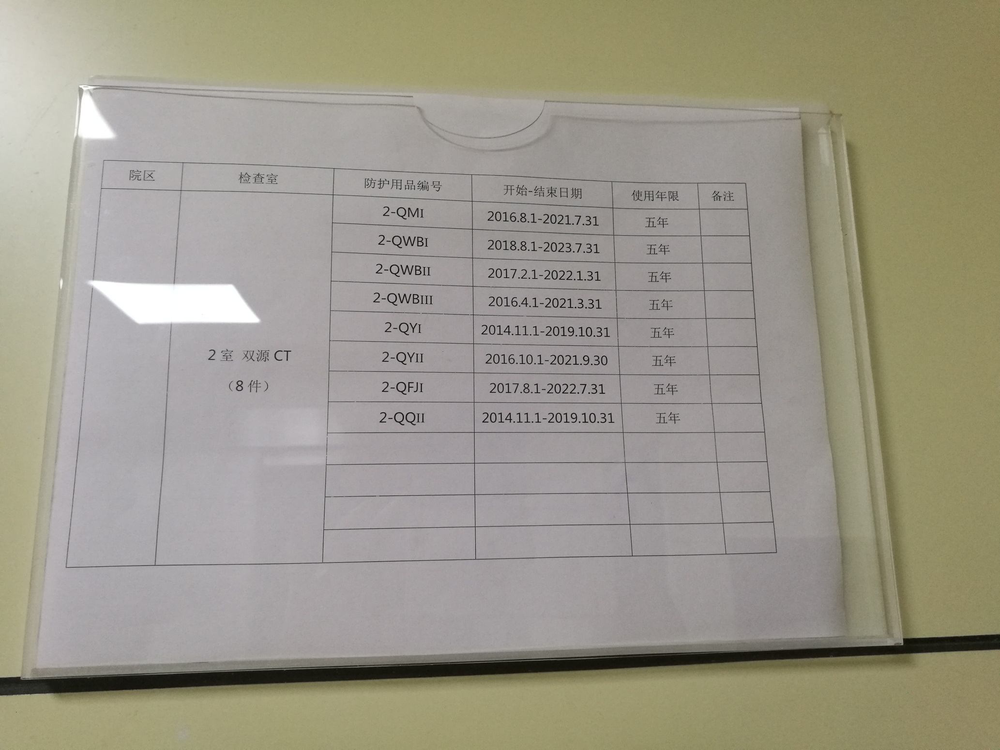 院区 检查室 防护用品编号 开始-结束日期 使用年限 备注
2-QMI 2016.8.1-2021.7.31 五年
2-QWBI 2018.8.1-2023.7.31 五年
2-QWBII 2017.2.1-2022.1.31 五年
2-QWBIII 2016.4.1-2021.3.31 五年
2-QYI 2014.11.1-2019.10.31 五年
2室 双源CT
2-QYII 2016.10.1-2021.9.30 五年
（8件）
2-QFJI 2017.8.1-2022.7.31 五年
2-QQII 2014.11.1-2019.10.31 五年